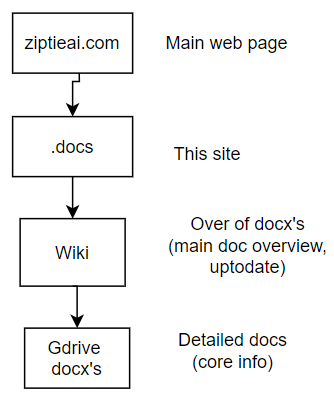 ziptieai.com
Main web page
.docs
This site
Wiki
Over of docx's
(main doc overview,
uptodate)
Gdrive
docx's
Detailed docs
(core info)